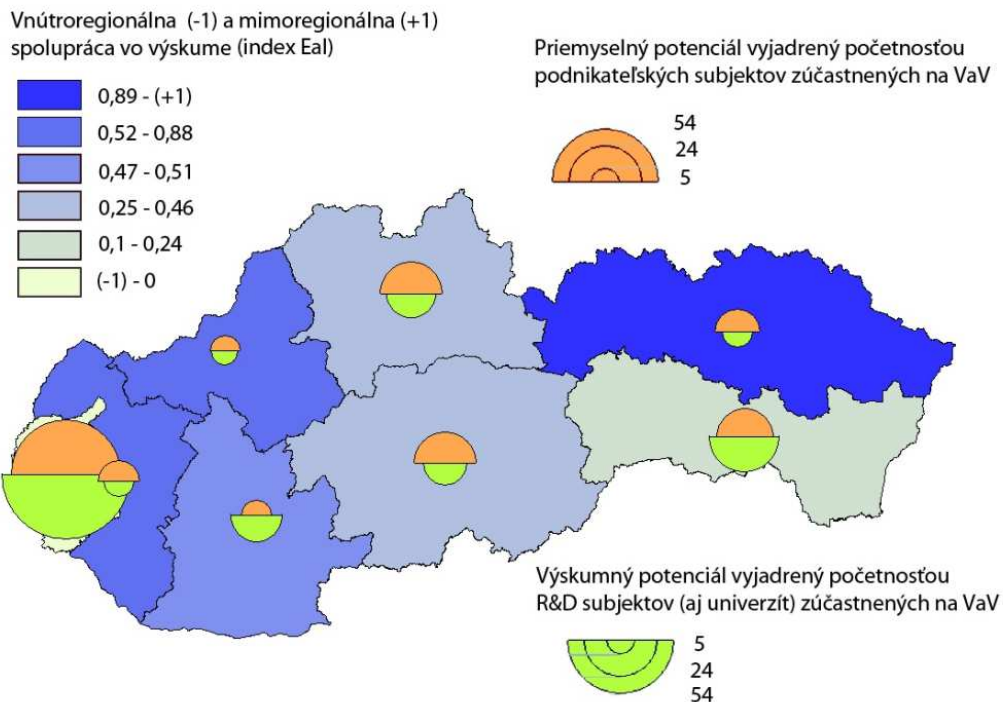 Vnútroregionálna (-1) a mimoregionálna (+1)
spolupráca vo výskume (index EaI)
0,89 - (+1)
0,52 - 0,88
0,47 - 0,51
0,25 - 0,46
0,1 - 0,24
(-1) - 0
Priemyselný potenciál vyjadrený početnosťou
podnikateľských subjektov zúčastnených na VaV
54
24
5
Výskumný potenciál vyjadrený početnosťou
R&D subjektov (aj univerzít) zúčastnených na VaV
5
24
54